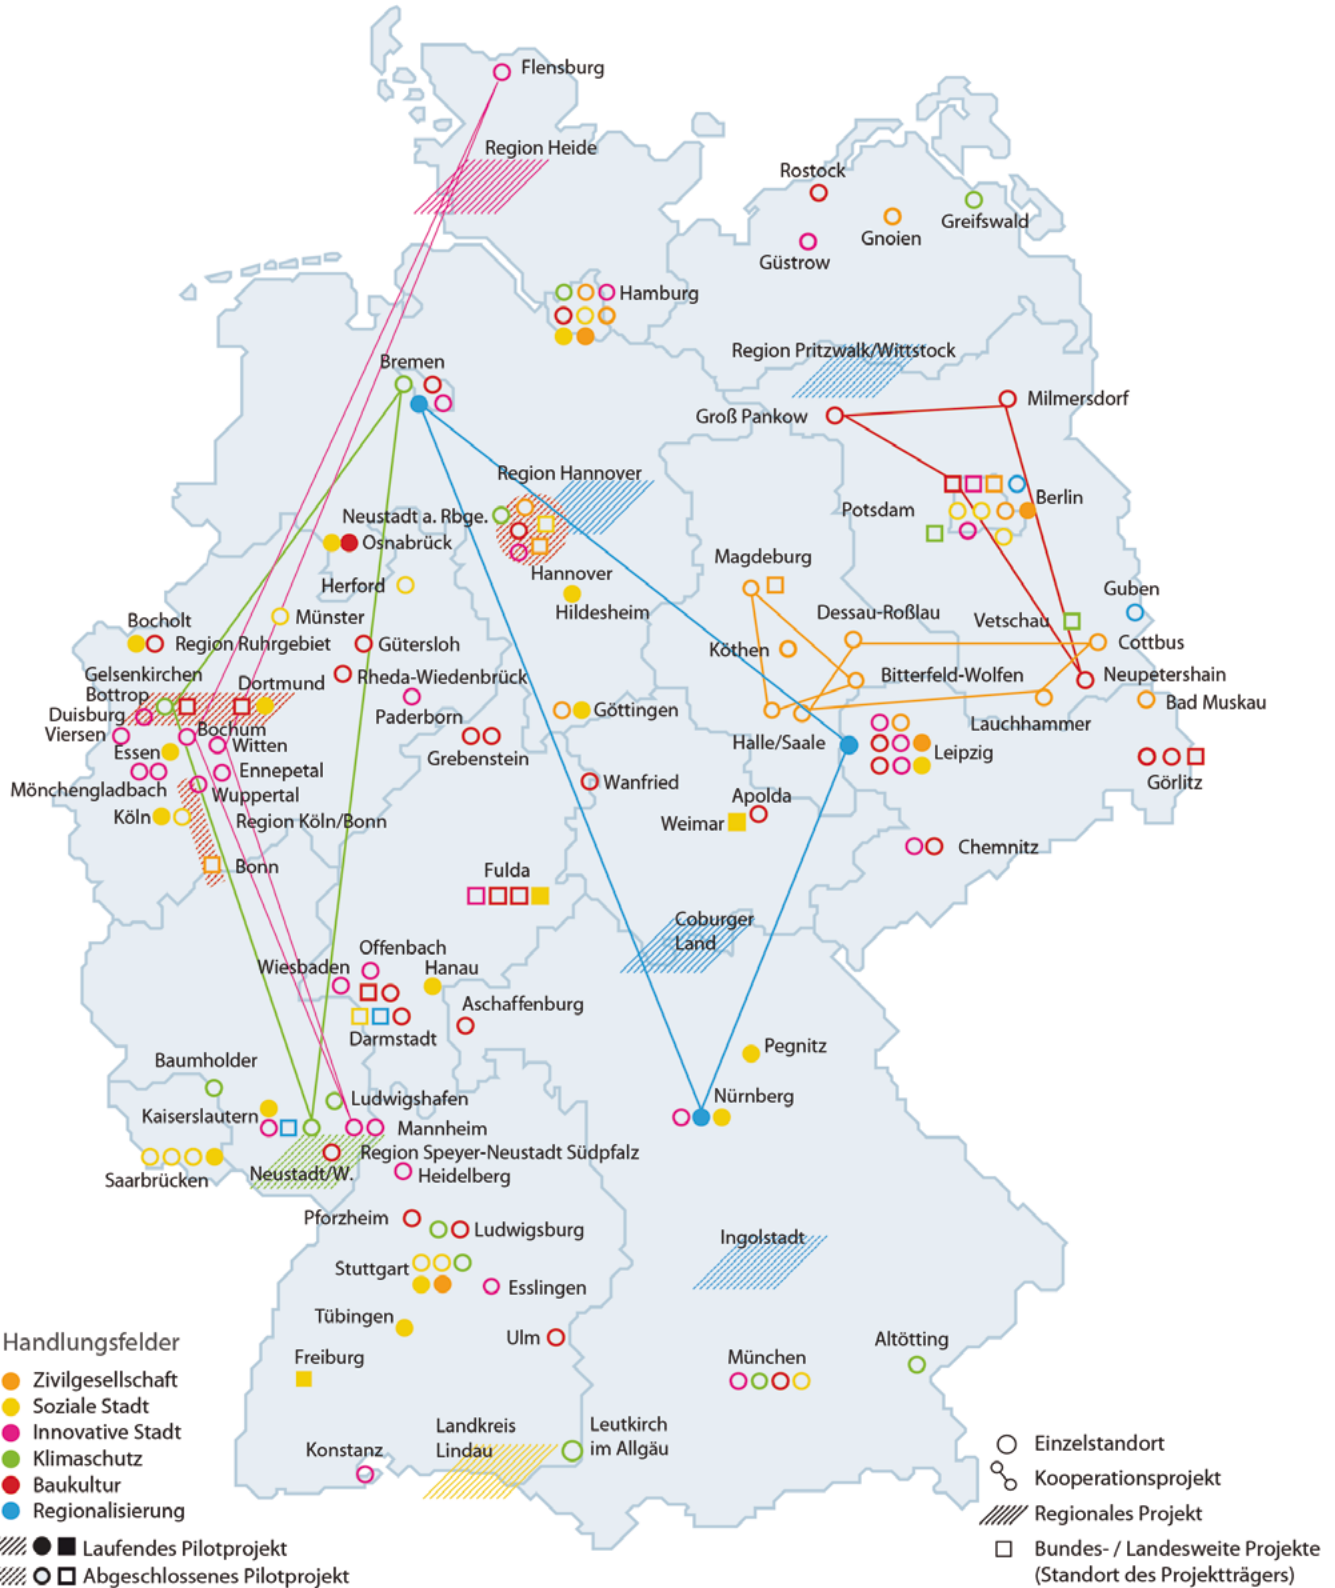 Flensburg
Region Heide
Rostock
Greifswald
Gnoien
Güstrow
Hamburg
Region Pritzwalk/Wittstock
Bremen
Milmersdorf
Groß Pankow
Region Hannover
Berlin
Potsdam
Neustadt a. Rbge.
Osnabrück
Magdeburg
Hannover
Herford
Guben
Hildesheim
Dessau-Roßlau
Münster
Vetschau
Bocholt
Region Ruhrgebiet
Gütersloh
Cottbus
Köthen
Gelsenkirchen
Bitterfeld-Wolfen
Neupetershain
Rheda-Wiedenbrück
Dortmund
Bottrop
Bad Muskau
Göttingen
Duisburg
Paderborn
Lauchhammer
Bochum
Viersen
Halle/Saale
Witten
Essen
Leipzig
Grebenstein
Ennepetal
Wanfried
Görlitz
Mönchengladbach
Wuppertal
Apolda
Köln
Region Köln/Bonn
Weimar
Chemnitz
Bonn
Fulda
Coburger
Land
Offenbach
Wiesbaden
Hanau
Aschaffenburg
Darmstadt
Pegnitz
Baumholder
Nürnberg
Ludwigshafen
Kaiserslautern
Mannheim
Region Speyer-Neustadt Südpfalz
Neustadt/W.
Heidelberg
Saarbrücken
Pforzheim
Ludwigsburg
Ingolstadt
Stuttgart
Esslingen
Tübingen
Ulm
Altötting
Freiburg
München
Landkreis
Lindau
Leutkirch
im Allgäu
Konstanz
Handlungsfelder
Zivilgesellschaft
Soziale Stadt
Innovative Stadt
Klimaschutz
Baukultur
Regionalisierung
Laufendes Pilotprojekt
Abgeschlossenes Pilotprojekt
Einzelstandort
Kooperationsprojekt
Regionales Projekt
Bundes- / Landesweite Projekte
(Standort des Projektträgers)